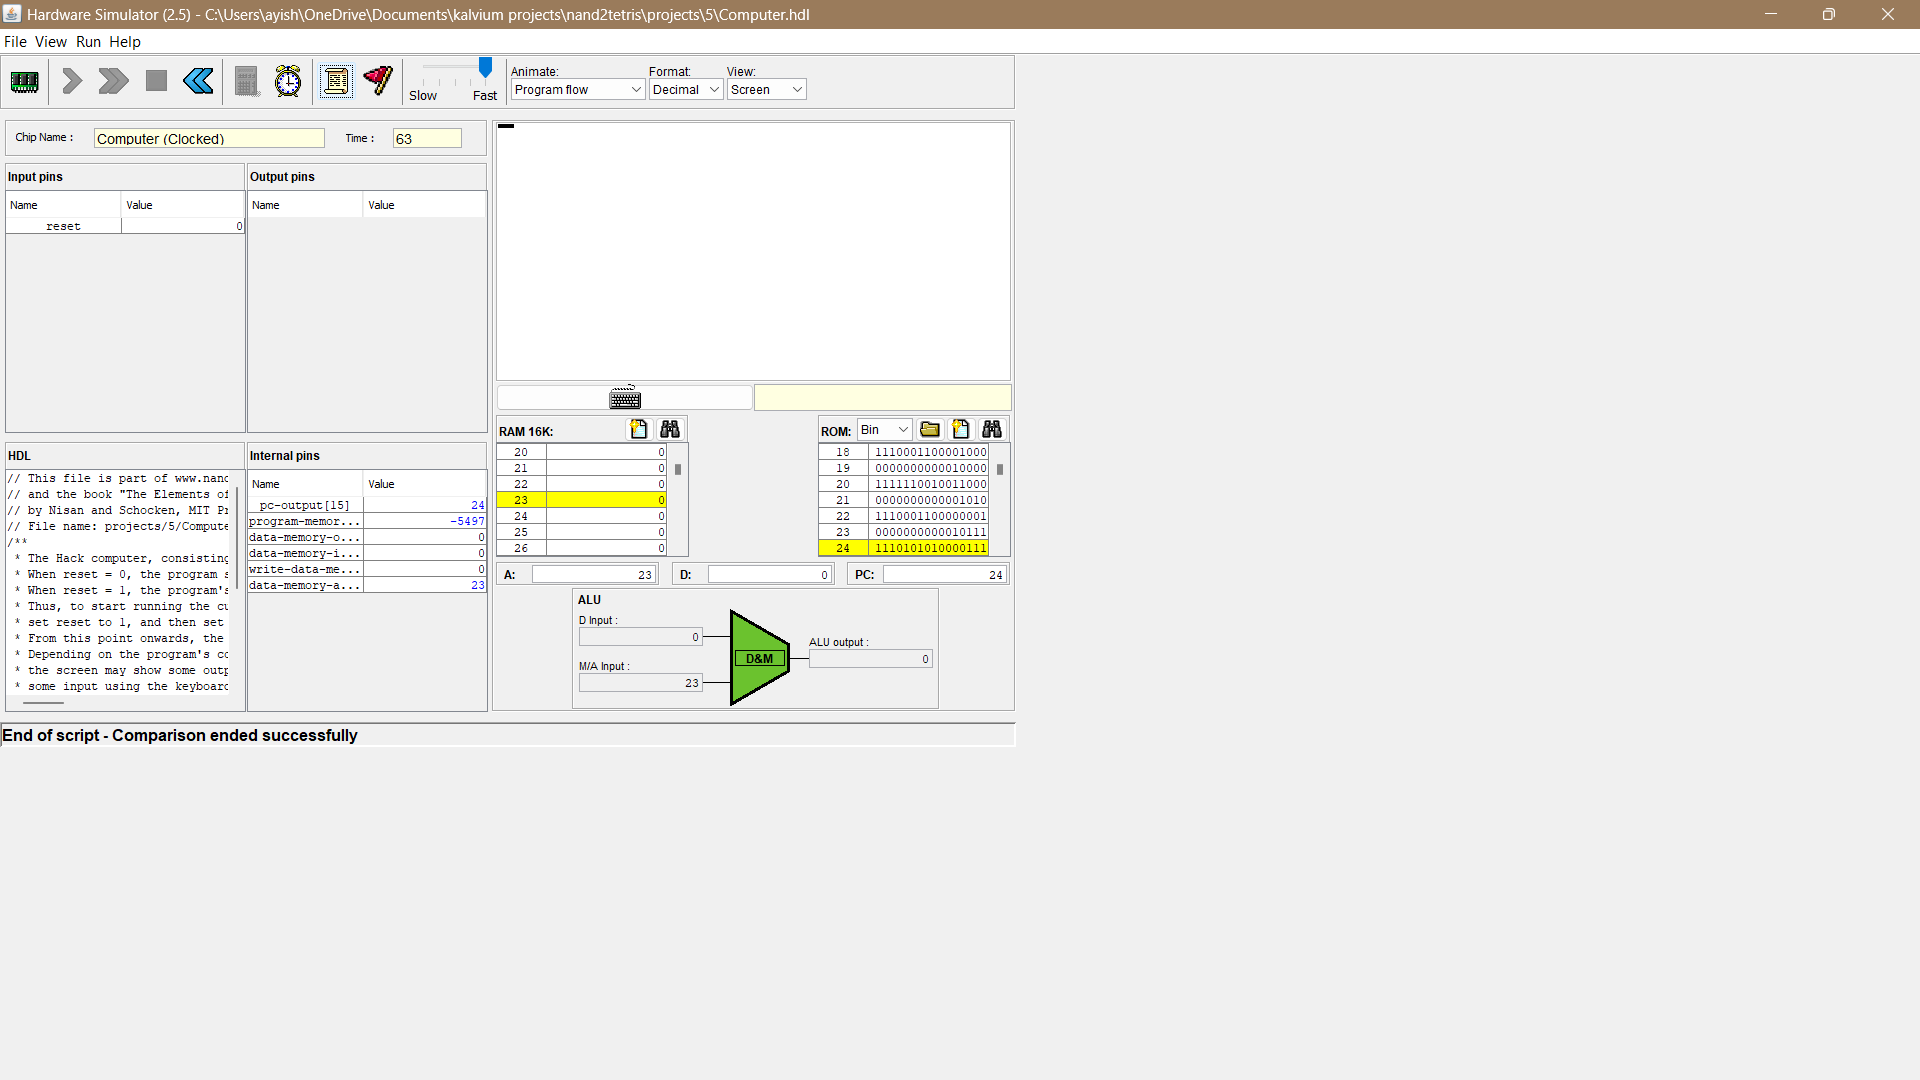 Hardware Simulator (2.5) - C:\Users\ayish\OneDrive\Documents\kalvium projects\nand2tetris\projects\5\Computer.hdl
File View Run Help
Slow Fast
Animate: Format: View:
Program flow Decimal Screen
Chip Name : Computer (Clocked) Time : 63
Input pins
Name Value
reset 0
Output pins
Name Value
HDL
// This file is part of www.nand
// and the book "The Elements of
// by Nisan and Schocken, MIT Pr
// File name: projects/5/Compute
/**
* The Hack computer, consisting
* When reset = 0, the program s
* When reset = 1, the program's
* Thus, to start running the cu
* set reset to 1, and then set
* From this point onwards, the
* Depending on the program's co
* the screen may show some outp
* some input using the keyboard
Internal pins
Name Value
pc-output[15] 24
program-memor... -5497
data-memory-o... 0
data-memory-i... 0
write-data-me... 0
data-memory-a... 23
RAM 16K:
20 0
21 0
22 0
23 0
24 0
25 0
26 0
ROM: Bin
18 1110001100001000
19 0000000000010000
20 1111110010011000
21 0000000000001010
22 1110001100000001
23 0000000000010111
24 1110101010000111
A: 23 D: 0 PC: 24
ALU
D Input :
0
M/A Input :
23
D&M
ALU output :
0
End of script - Comparison ended successfully